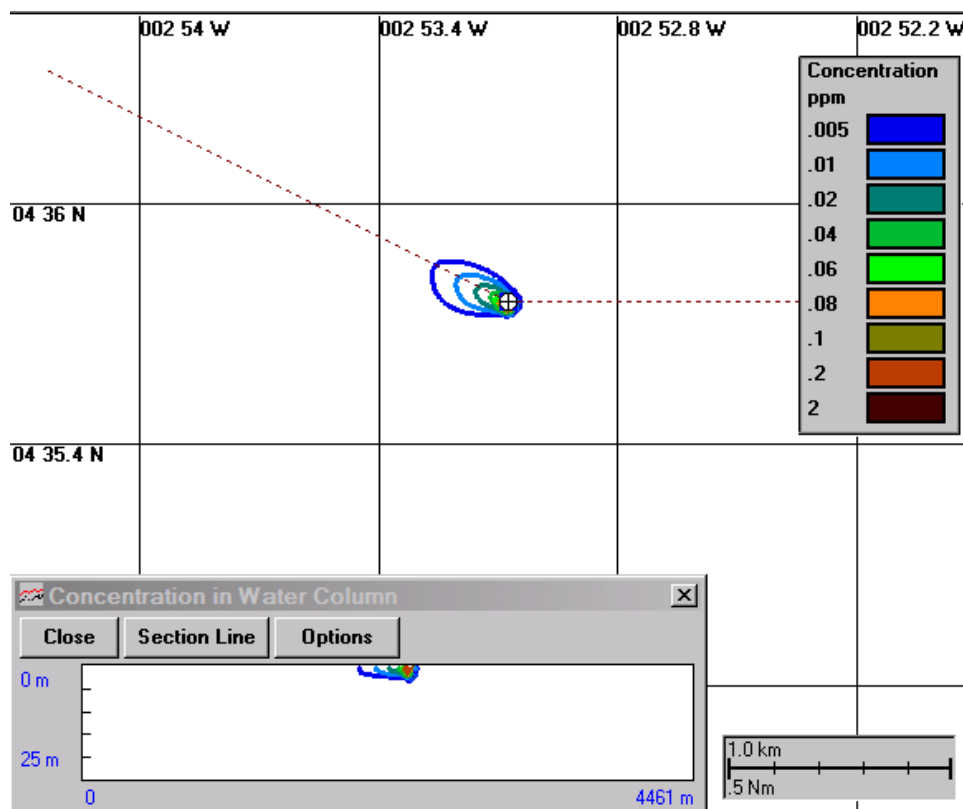 002 54 W 002 53.4 W 002 52.8 W 002 52.2 W
Concentration
ppm
.005
.01
.02
.04
.06
.08
.1
.2
2
04 36 N
04 35.4 N
Concentration in Water Column
Close Section Line Options
0 m
25 m
0 4461 m
1.0 km
.5 Nm